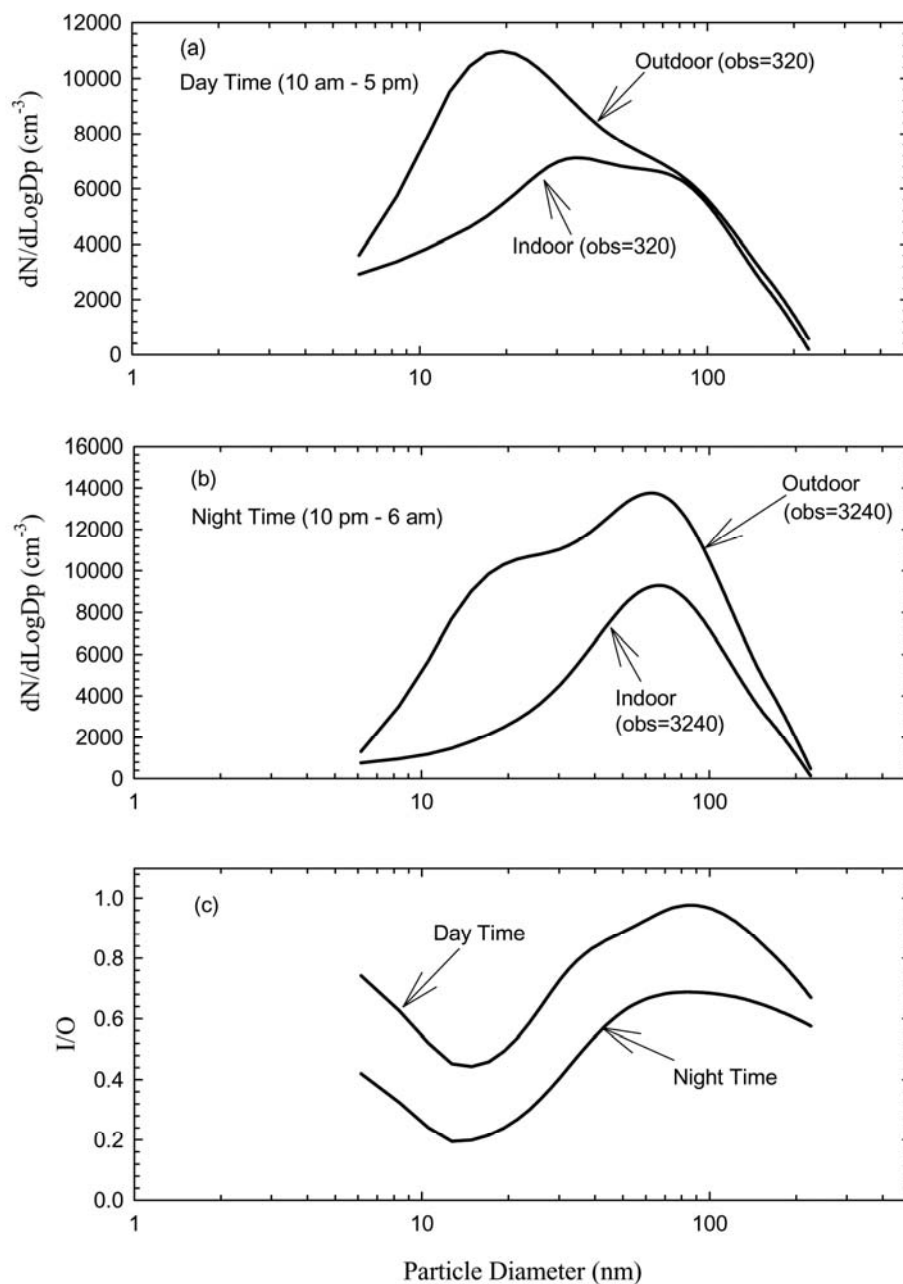 12000
10000
8000
6000
4000
2000
0
dN/dLogDp (cm-3)
(a)
Day Time (10 am - 5 pm)
Outdoor (obs=320)
Indoor (obs=320)
1
10
100
16000
14000
12000
10000
8000
6000
4000
2000
0
dN/dLogDp (cm-3)
(b)
Night Time (10 pm - 6 am)
Outdoor
(obs=3240)
Indoor
(obs=3240)
1
10
100
1.0
0.8
0.6
0.4
0.2
0.0
I/O
(c)
Day Time
Night Time
1
10
100
Particle Diameter (nm)